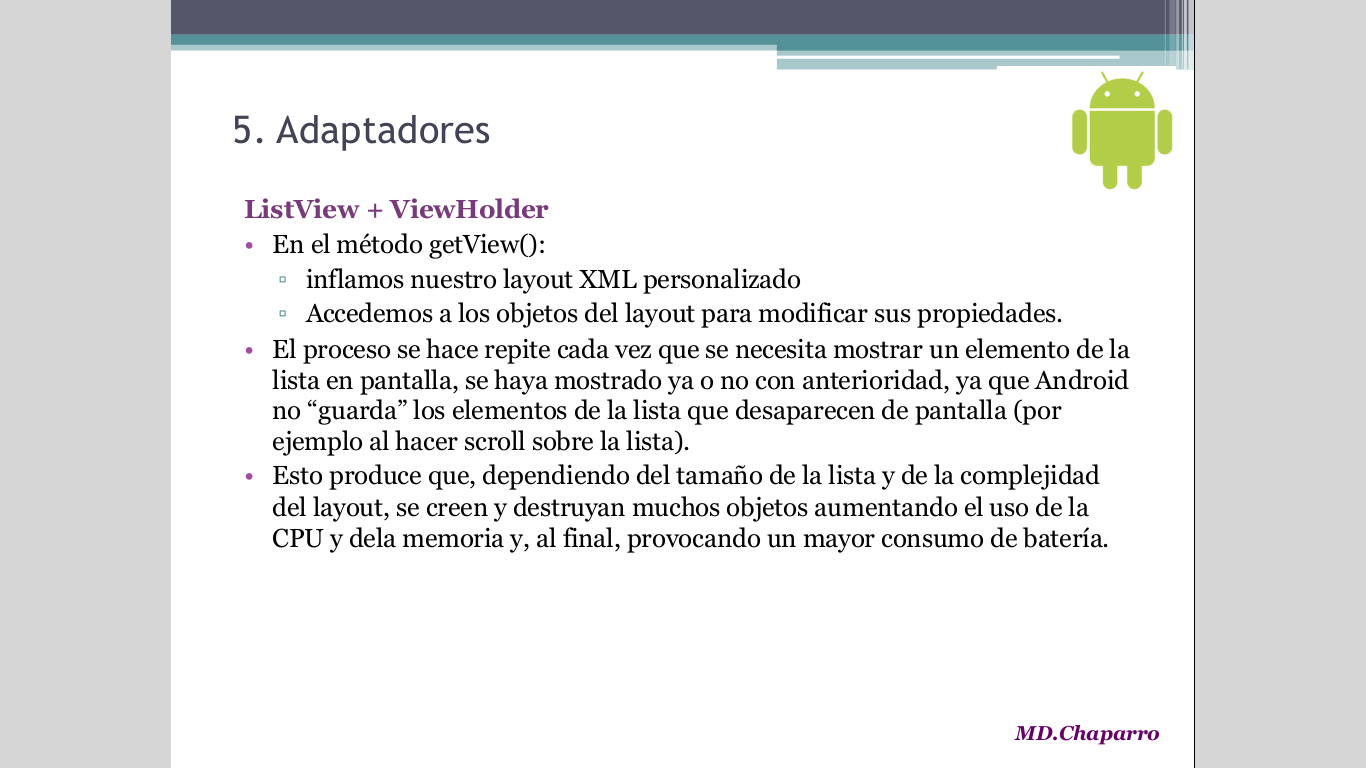 5. Adaptadores
ListView + ViewHolder
• En el método getView():
▫ inflamos nuestro layout XML personalizado
▫ Accedemos a los objetos del layout para modificar sus propiedades.
• El proceso se hace repite cada vez que se necesita mostrar un elemento de la
lista en pantalla, se haya mostrado ya o no con anterioridad, ya que Android
no “guarda” los elementos de la lista que desaparecen de pantalla (por
ejemplo al hacer scroll sobre la lista).
• Esto produce que, dependiendo del tamaño de la lista y de la complejidad
del layout, se creen y destruyan muchos objetos aumentando el uso de la
CPU y dela memoria y, al final, provocando un mayor consumo de batería.
MD.Chaparro